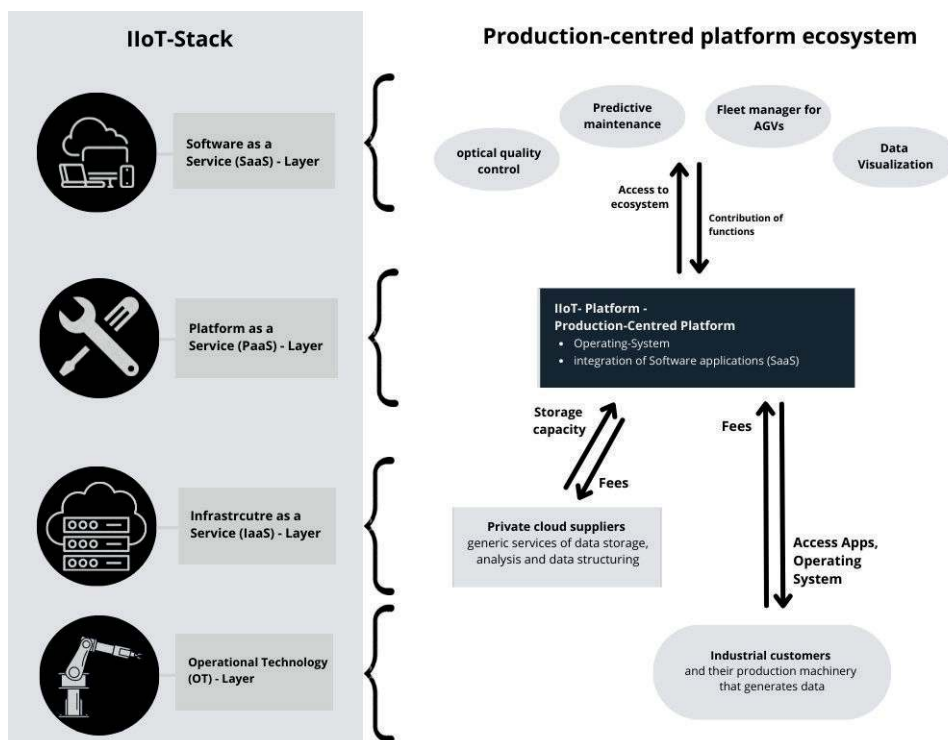 IIoT-Stack
Software as a
Service (SaaS) - Layer
Platform as a
Service (PaaS) - Layer
Infrastrcutre as a
Service (IaaS) - Layer
Operational Technology
(OT) - Layer
Production-centred platform ecosystem
optical quality
control
Predictive
maintenance
Fleet manager for
AGVs
Data
Visualization
Access to
ecosystem
Contribution of
functions
IIoT- Platform -
Production-Centred Platform
• Operating-System
• integration of Software applications (SaaS)
Storage
capacity
Fees
Fees
Private cloud suppliers
generic services of data storage,
analysis and data structuring
Access Apps,
Operating
System
Industrial customers
and their production machinery
that generates data